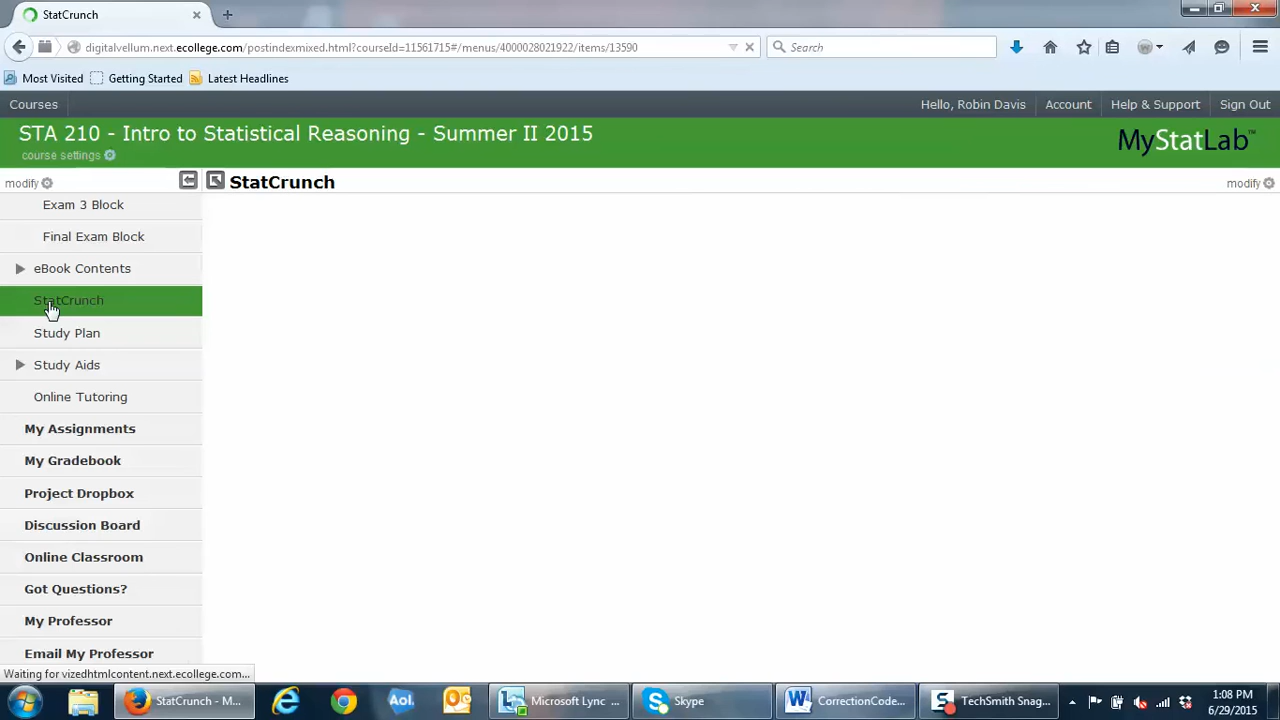 StatCrunch
digitalvellum.next.ecollege.com/postindexmixed.html?courseId=11561715#/menus/4000028021922/items/13590
Search
Most Visited
Getting Started
Latest Headlines
Courses
Hello, Robin Davis
Account
Help & Support
Sign Out
STA 210 - Intro to Statistical Reasoning - Summer II 2015
MyStatLab™
course settings
modify
StatCrunch
modify
Exam 3 Block
Final Exam Block
eBook Contents
StatCrunch
Study Plan
Study Aids
Online Tutoring
My Assignments
My Gradebook
Project Dropbox
Discussion Board
Online Classroom
Got Questions?
My Professor
Email My Professor
Waiting for vizedhtmlcontent.next.ecollege.com...
StatCrunch - M...
Aol.
Microsoft Lync ...
Skype
CorrectionCode...
TechSmith Snag...
1:08 PM
6/29/2015